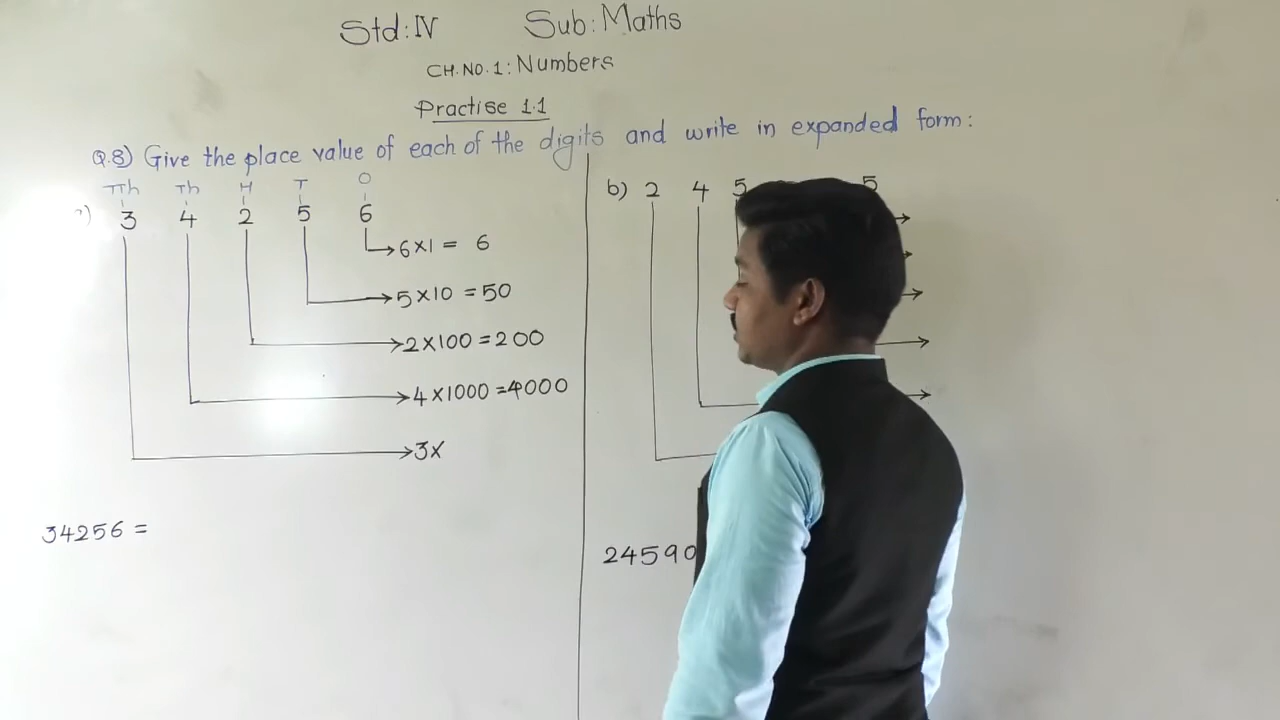 Std: IV Sub: Maths
CH. NO. 1: Numbers
Practise 1.1
Q.8) Give the place value of each of the digits and write in expanded form:
TTh Th H T O
3 4 2 5 6
6 × 1 = 6
5 × 10 = 50
2 × 100 = 200
4 × 1000 = 4000
3 ×
34256 =
b) 2 4 5 5
24590